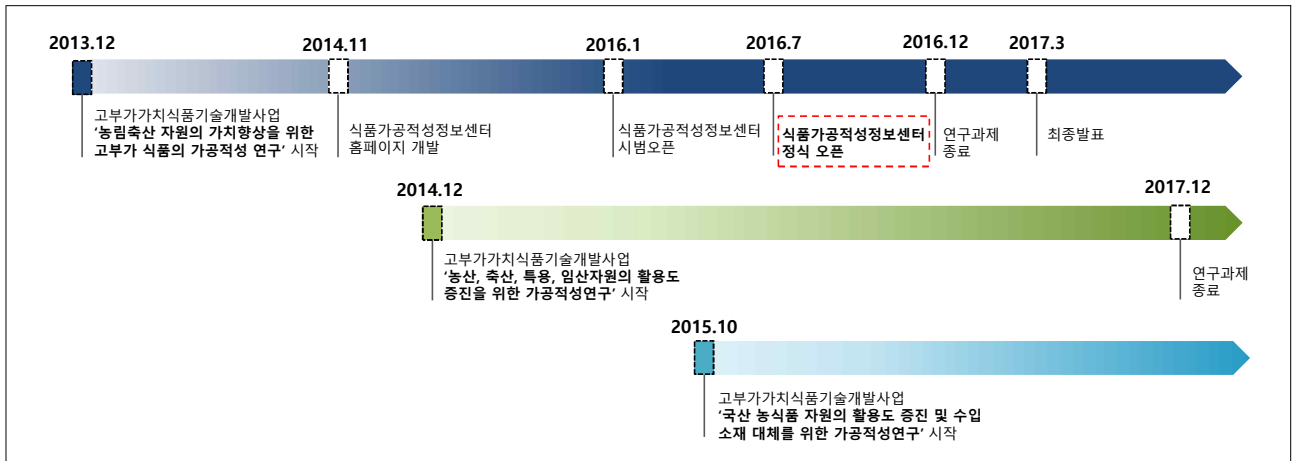 2013.12
고부가가치식품기술개발사업
‘농림축산 자원의 가치향상을 위한
고부가 식품의 가공적성 연구’ 시작
2014.11
식품가공적성정보센터
홈페이지 개발
2016.1
식품가공적성정보센터
시범오픈
2016.7
식품가공적성정보센터
정식 오픈
2016.12
연구과제
종료
2017.3
최종발표
2014.12
고부가가치식품기술개발사업
‘농산, 축산, 특용, 임산자원의 활용도
증진을 위한 가공적성연구’ 시작
2017.12
연구과제
종료
2015.10
고부가가치식품기술개발사업
‘국산 농식품 자원의 활용도 증진 및 수입
소재 대체를 위한 가공적성연구’ 시작